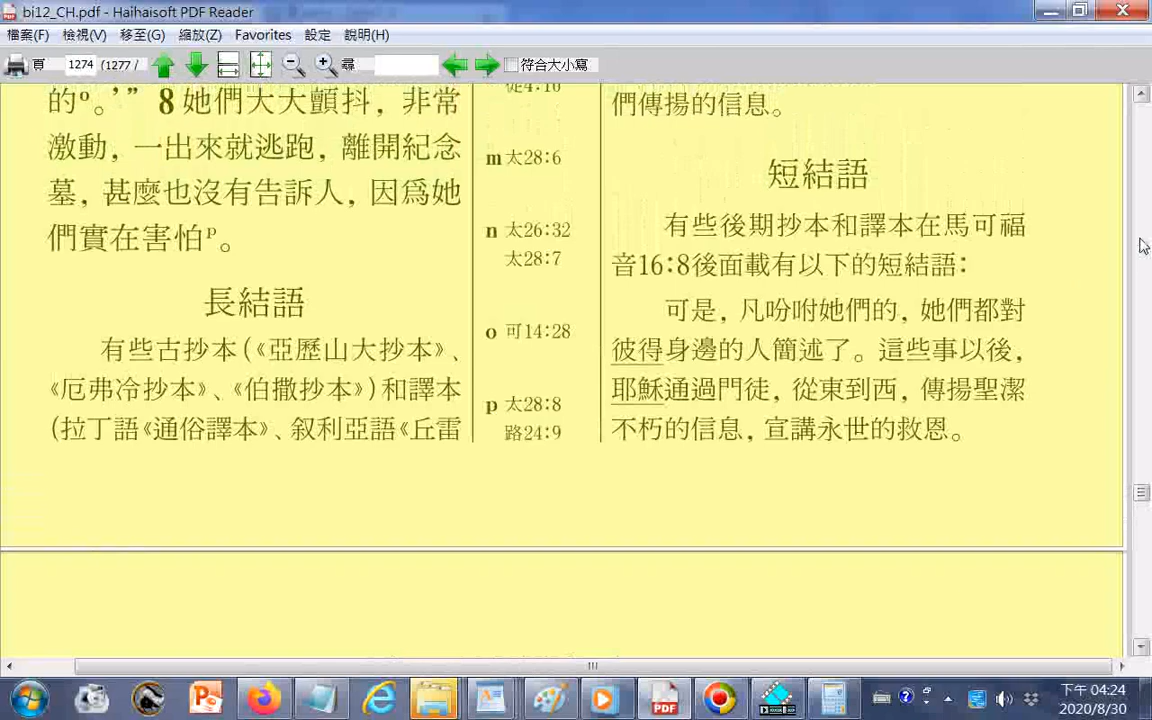 bi12_CH.pdf - Haihaisoft PDF Reader
檔案(F) 檢視(V) 移至(G) 縮放(Z) Favorites 設定 說明(H)
頁 1274 (1277 / 尋 符合大小寫
的o。’” 8 她們大大顫抖，非常
激動，一出來就逃跑，離開紀念
墓，甚麼也沒有告訴人，因爲她
們實在害怕p。
長結語
有些古抄本（《亞歷山大抄本》、
《厄弗冷抄本》、《伯撒抄本》）和譯本
（拉丁語《通俗譯本》、叙利亞語《丘雷
m 太28:6
n 太26:32
太28:7
o 可14:28
p 太28:8
路24:9
們傳揚的信息。
短結語
有些後期抄本和譯本在馬可福
音16:8後面載有以下的短結語：
可是，凡吩咐她們的，她們都對
彼得身邊的人簡述了。這些事以後，
耶穌通過門徒，從東到西，傳揚聖潔
不朽的信息，宣講永世的救恩。
下午 04:24
2020/8/30